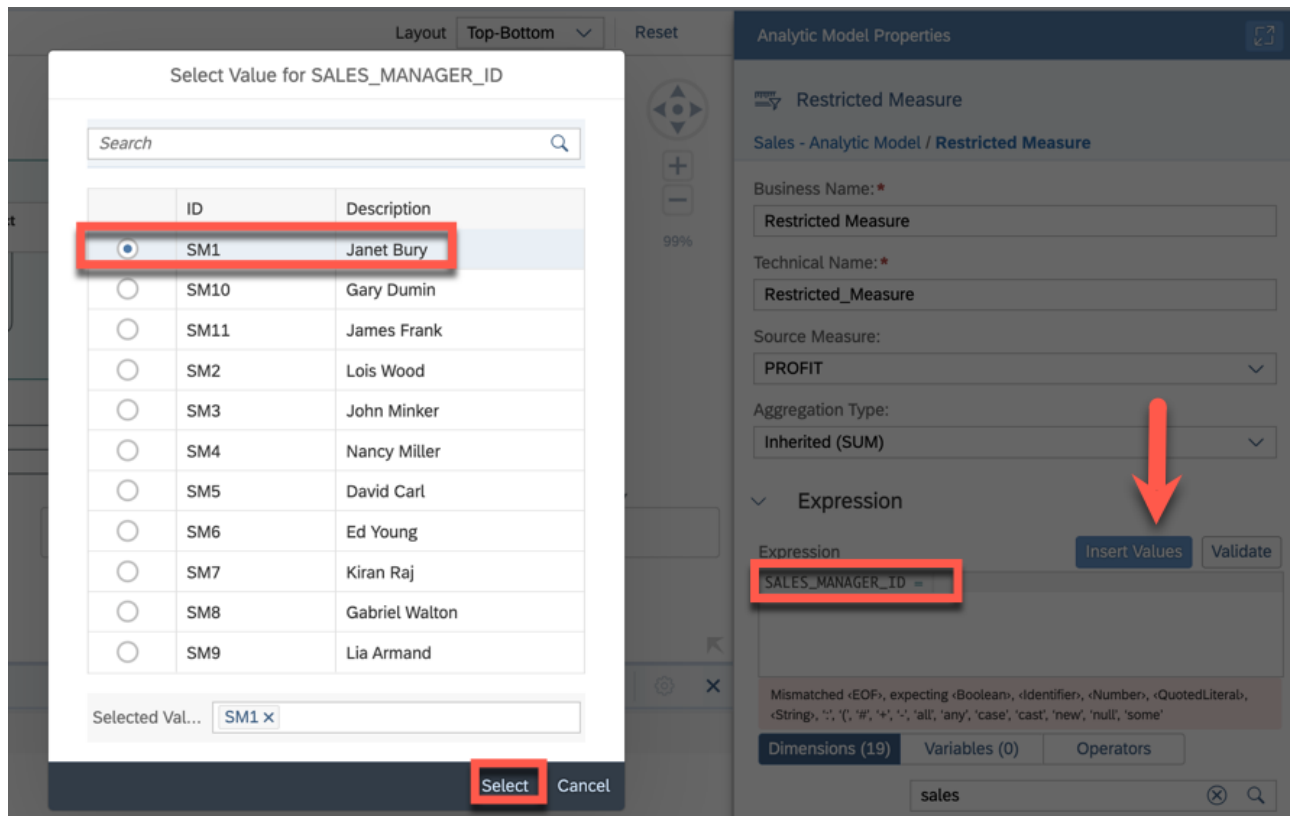 Layout Top-Bottom Reset
Select Value for SALES_MANAGER_ID
Search
ID Description
SM1 Janet Bury
SM10 Gary Dumin
SM11 James Frank
SM2 Lois Wood
SM3 John Minker
SM4 Nancy Miller
SM5 David Carl
SM6 Ed Young
SM7 Kiran Raj
SM8 Gabriel Walton
SM9 Lia Armand
Selected Val... SM1 ×
Select Cancel
99%
Analytic Model Properties
Restricted Measure
Sales - Analytic Model / Restricted Measure
Business Name:*
Restricted Measure
Technical Name:*
Restricted_Measure
Source Measure:
PROFIT
Aggregation Type:
Inherited (SUM)
Expression
Expression Insert Values Validate
SALES_MANAGER_ID =
Mismatched ‹EOF›, expecting ‹Boolean›, ‹Identifier›, ‹Number›, ‹QuotedLiteral›,
‹String›, ':', '(', '#', '+', '-', 'all', 'any', 'case', 'cast', 'new', 'null', 'some'
Dimensions (19) Variables (0) Operators
sales